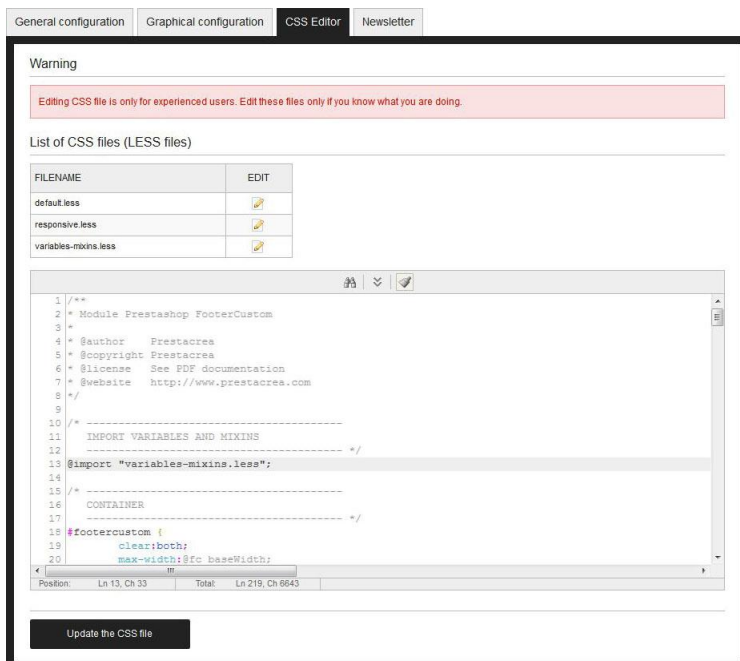 General configuration Graphical configuration CSS Editor Newsletter
Warning
Editing CSS file is only for experienced users. Edit these files only if you know what you are doing.
List of CSS files (LESS files)
FILENAME EDIT
default.less
responsive.less
variables-mixins.less
1 /**
2 * Module Prestashop FooterCustom
3 *
4 * @author Prestacrea
5 * @copyright Prestacrea
6 * @license See PDF documentation
7 * @website http://www.prestacrea.com
8 */
9
10 /* ----------------------------------------
11 IMPORT VARIABLES AND MIXINS
12 ---------------------------------------- */
13 @import "variables-mixins.less";
14
15 /* ----------------------------------------
16 CONTAINER
17 ---------------------------------------- */
18 #footercustom {
19 clear:both;
20 max-width:@fc_baseWidth;
Position: Ln 13, Ch 33 Total: Ln 219, Ch 6643
Update the CSS file